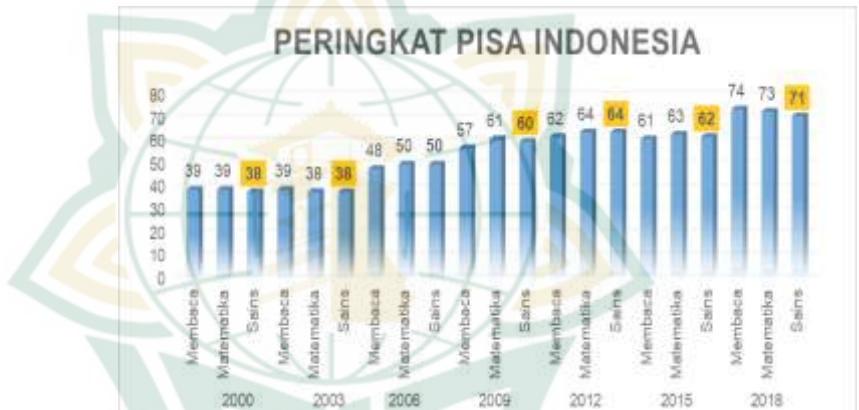 PERINGKAT PISA INDONESIA
80
70
60
50
40
30
20
10
0
39 39 38 39 38 38 48 50 50 57 61 60 62 64 64 61 63 62 74 73 71
Membaca Matematika Sains Membaca Matematika Sains Membaca Matematika Sains Membaca Matematika Sains Membaca Matematika Sains Membaca Matematika Sains Membaca Matematika Sains
2000 2003 2006 2009 2012 2015 2018